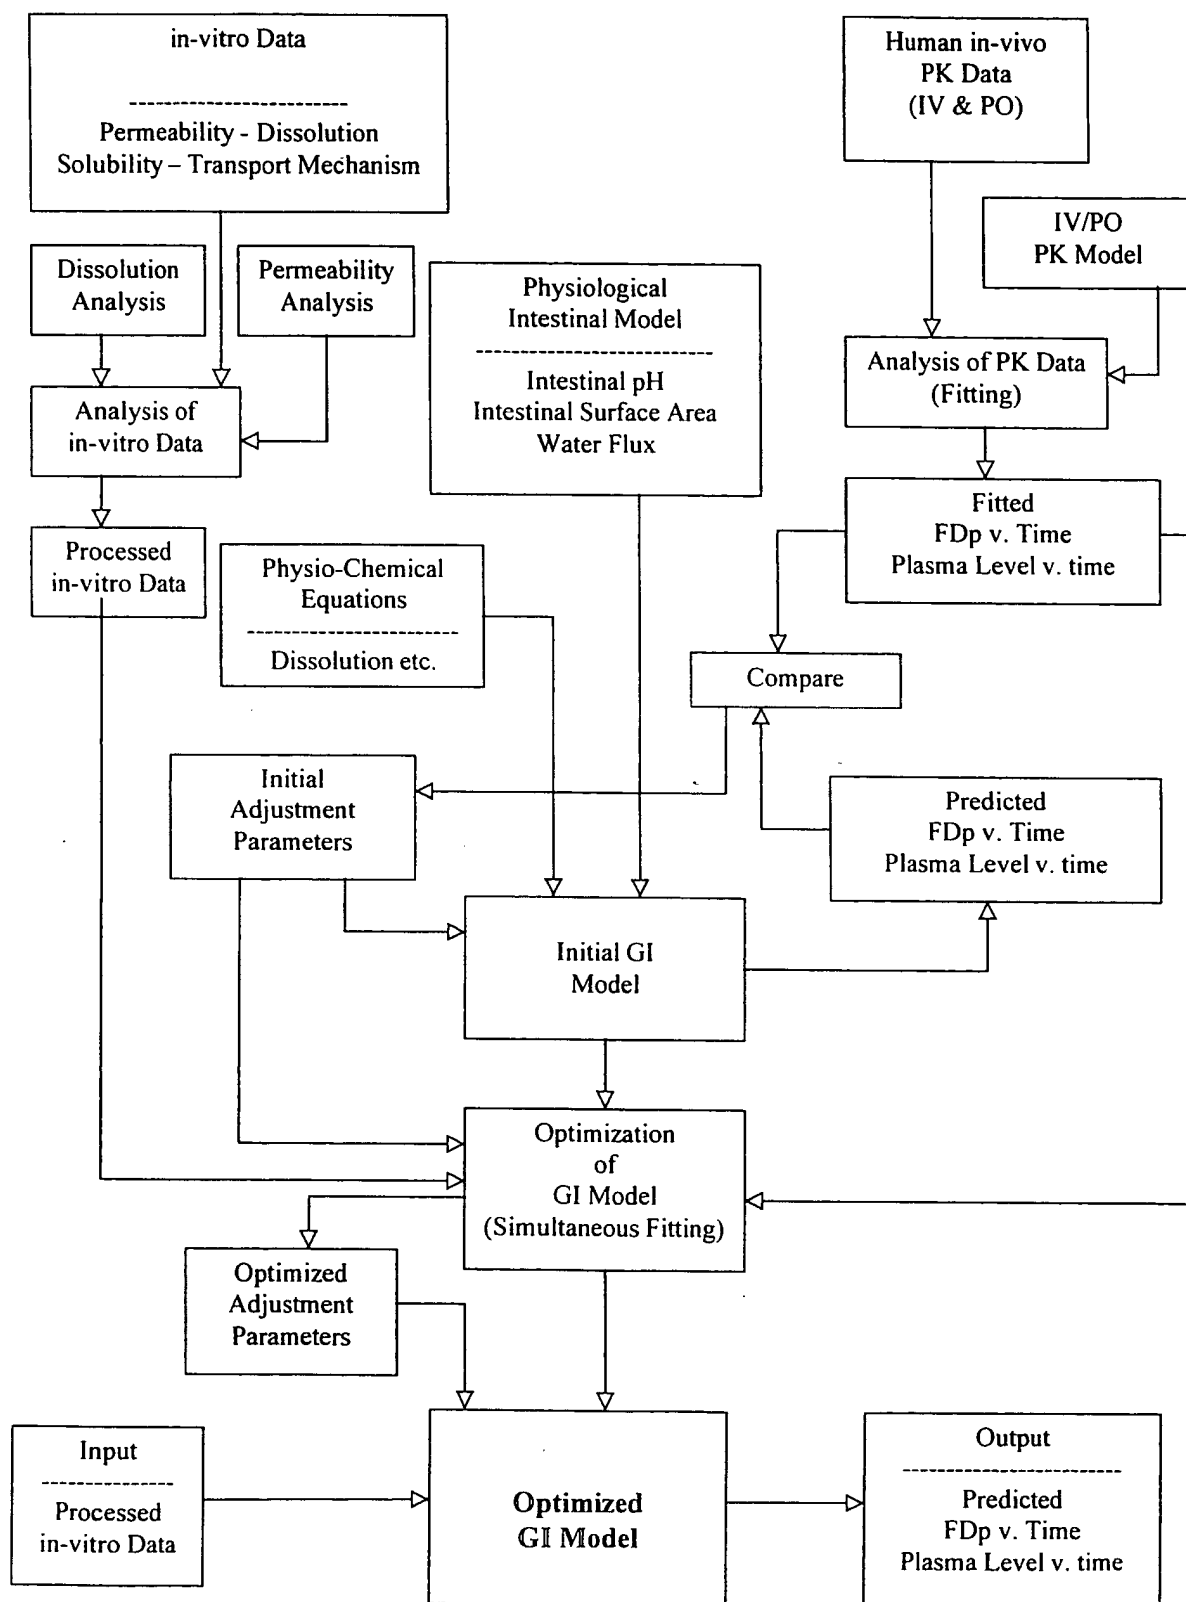 in-vitro Data
Permeability - Dissolution
Solubility – Transport Mechanism
Human in-vivo
PK Data
(IV & PO)
IV/PO
PK Model
Dissolution
Analysis
Permeability
Analysis
Physiological
Intestinal Model
Intestinal pH
Intestinal Surface Area
Water Flux
Analysis of PK Data
(Fitting)
Analysis of
in-vitro Data
Fitted
FDp v. Time
Plasma Level v. time
Processed
in-vitro Data
Physio-Chemical
Equations
Dissolution etc.
Compare
Initial
Adjustment
Parameters
Predicted
FDp v. Time
Plasma Level v. time
Initial GI
Model
Optimization
of
GI Model
(Simultaneous Fitting)
Optimized
Adjustment
Parameters
Input
Processed
in-vitro Data
Optimized
GI Model
Output
Predicted
FDp v. Time
Plasma Level v. time